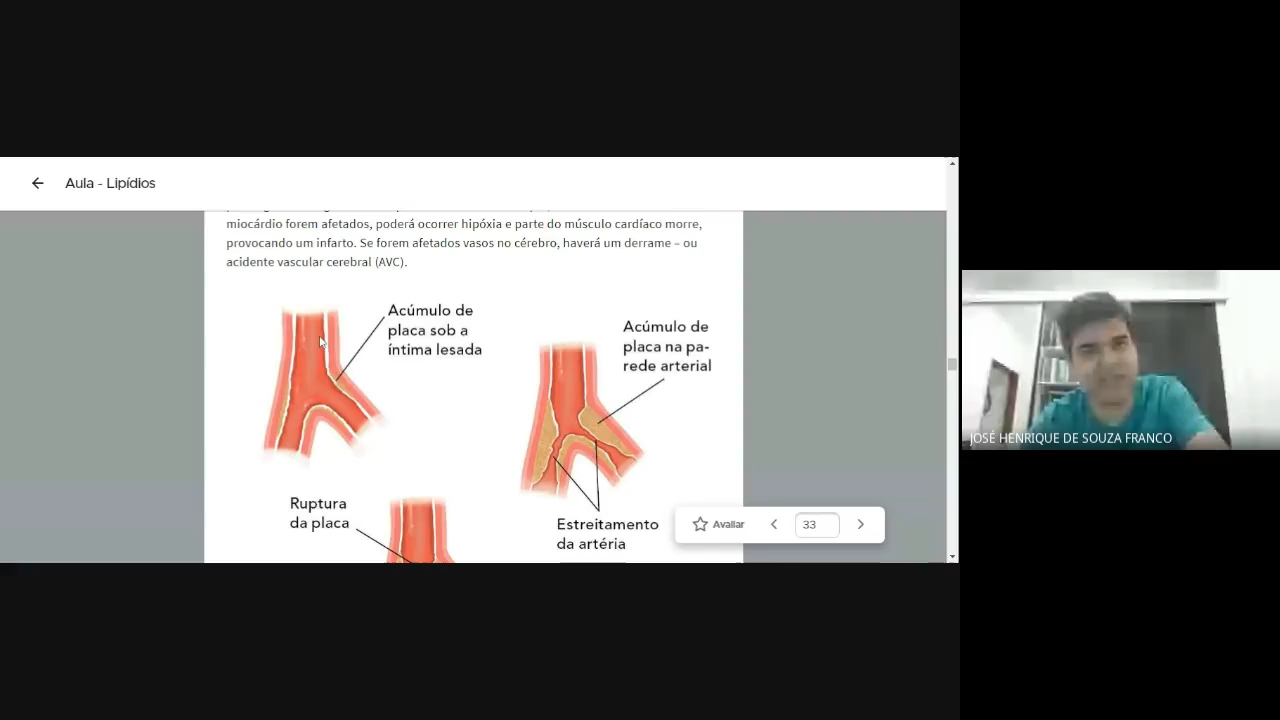 Aula - Lipídios
miocárdio forem afetados, poderá ocorrer hipóxia e parte do músculo cardíaco morre,
provocando um infarto. Se forem afetados vasos no cérebro, haverá um derrame – ou
acidente vascular cerebral (AVC).
Acúmulo de
placa sob a
íntima lesada
Acúmulo de
placa na pa-
rede arterial
Ruptura
da placa
Estreitamento
da artéria
Avaliar
33
JOSÉ HENRIQUE DE SOUZA FRANCO